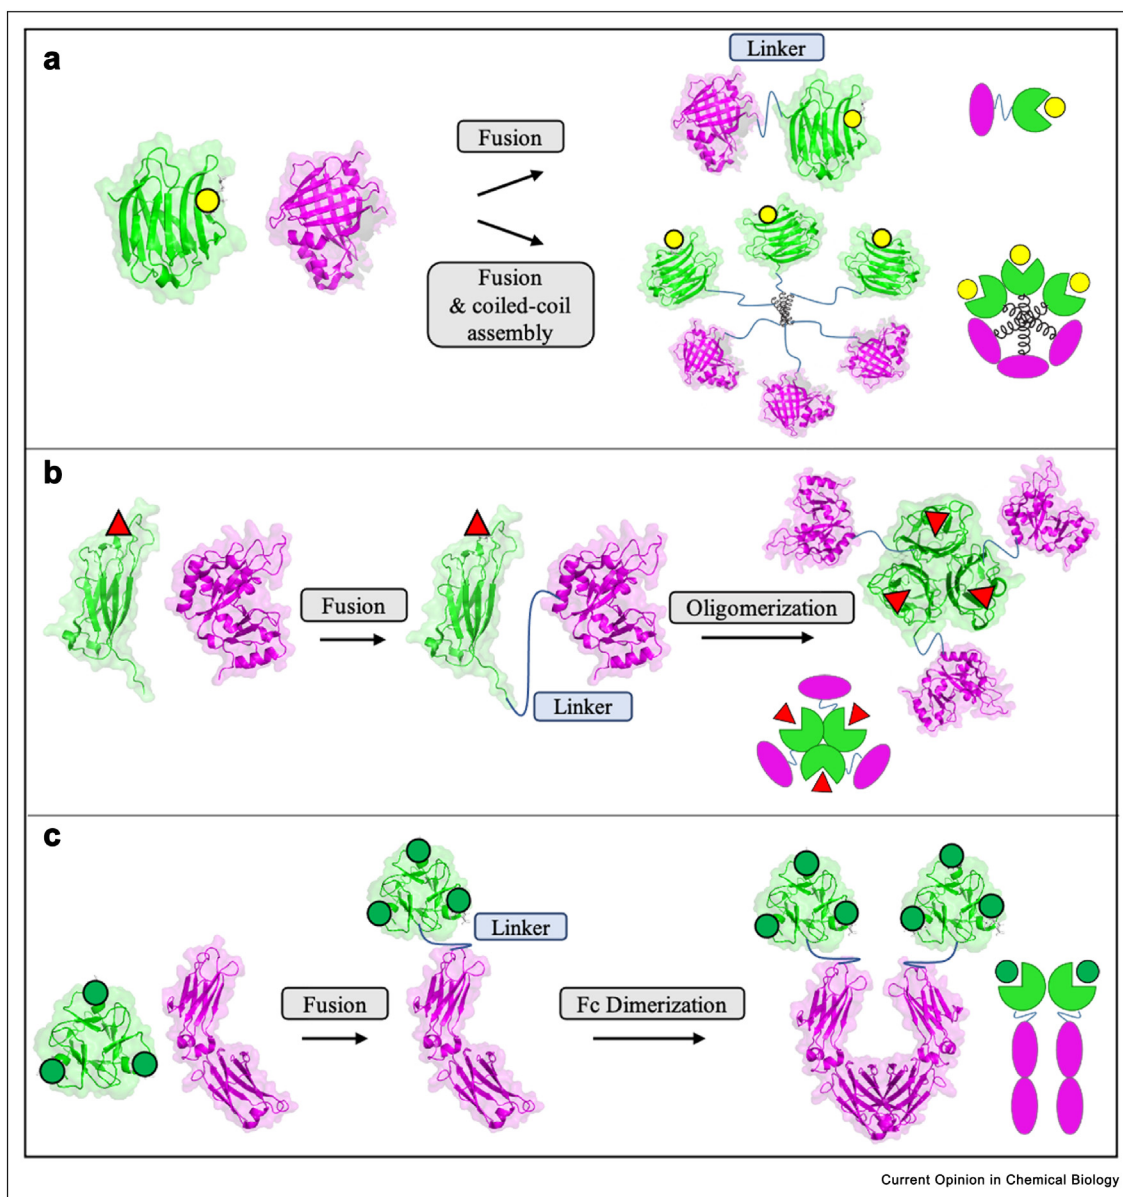 a
Linker
Fusion
Fusion
& coiled-coil
assembly
b
Fusion
Linker
Oligomerization
c
Linker
Fusion
Fc Dimerization
Current Opinion in Chemical Biology